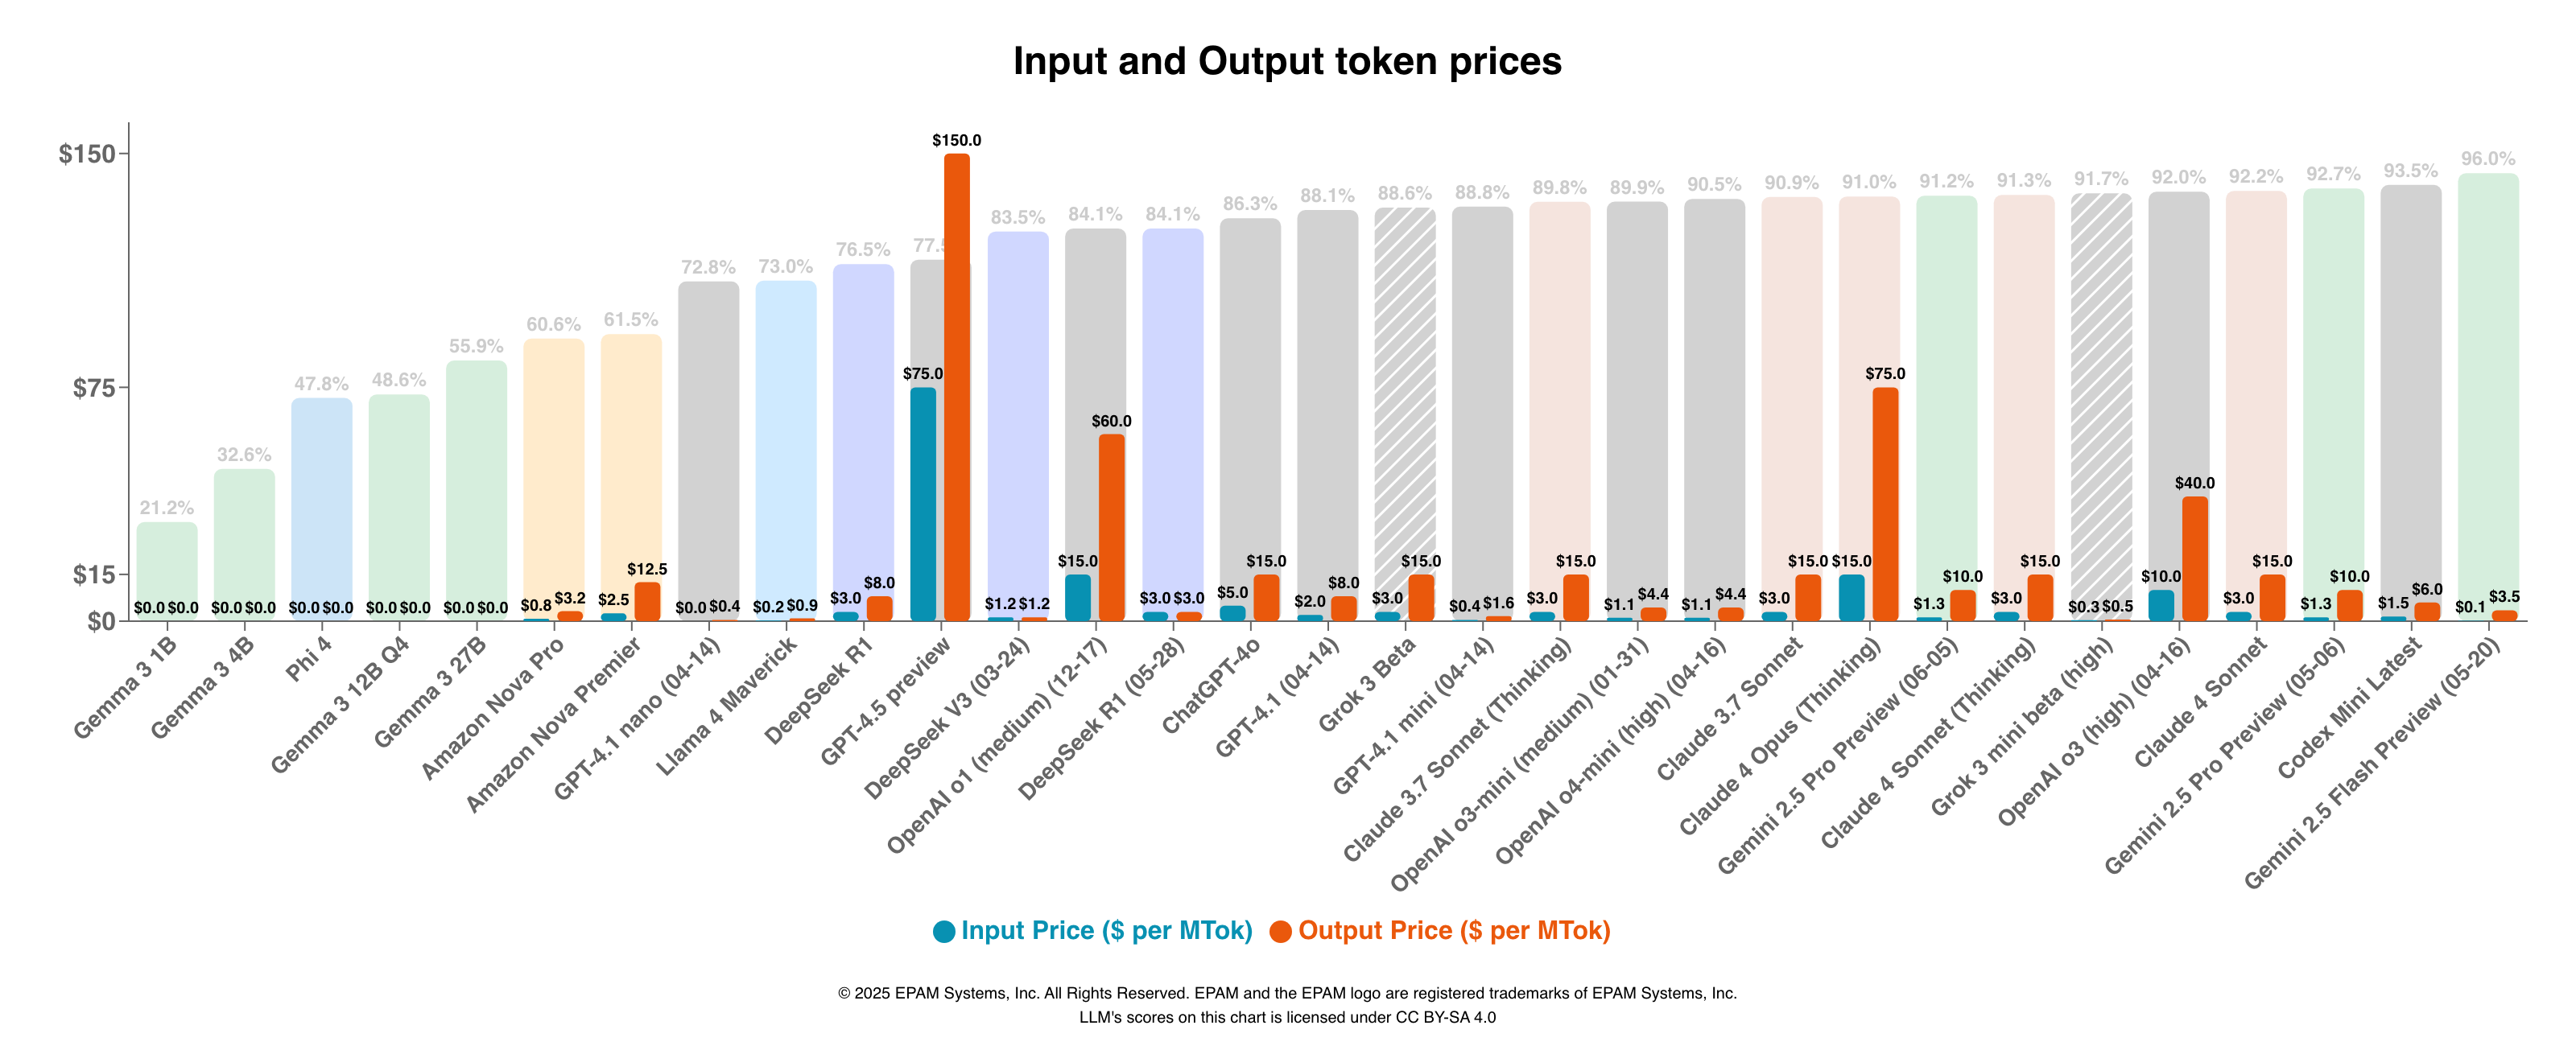 Input and Output token prices
$150
$75
$15
$0
21.2%
32.6%
47.8%
48.6%
55.9%
60.6%
61.5%
72.8%
73.0%
76.5%
77.5
83.5%
84.1%
84.1%
86.3%
88.1%
88.6%
88.8%
89.8%
89.9%
90.5%
90.9%
91.0%
91.2%
91.3%
91.7%
92.0%
92.2%
92.7%
93.5%
96.0%
$0.0 $0.0
$0.0 $0.0
$0.0 $0.0
$0.0 $0.0
$0.0 $0.0
$0.8 $3.2
$2.5 $12.5
$0.0 $0.4
$0.2 $0.9
$3.0 $8.0
$75.0 $150.0
$1.2 $1.2
$15.0 $60.0
$3.0 $3.0
$5.0 $15.0
$2.0 $8.0
$3.0 $15.0
$0.4 $1.6
$3.0 $15.0
$1.1 $4.4
$1.1 $4.4
$3.0 $15.0
$15.0 $75.0
$1.3 $10.0
$3.0 $15.0
$0.3 $0.5
$10.0 $40.0
$3.0 $15.0
$1.3 $10.0
$1.5 $6.0
$0.1 $3.5
Gemma 3 1B
Gemma 3 4B
Phi 4
Gemma 3 12B Q4
Gemma 3 27B
Amazon Nova Pro
Amazon Nova Premier
GPT-4.1 nano (04-14)
Llama 4 Maverick
DeepSeek R1
GPT-4.5 preview
DeepSeek V3 (03-24)
OpenAI o1 (medium) (12-17)
DeepSeek R1 (05-28)
ChatGPT-4o
GPT-4.1 (04-14)
Grok 3 Beta
GPT-4.1 mini (04-14)
Claude 3.7 Sonnet (Thinking)
OpenAI o3-mini (medium) (01-31)
OpenAI o4-mini (high) (04-16)
Claude 3.7 Sonnet
Claude 4 Opus (Thinking)
Gemini 2.5 Pro Preview (06-05)
Claude 4 Sonnet (Thinking)
Grok 3 mini beta (high)
OpenAI o3 (high) (04-16)
Claude 4 Sonnet
Gemini 2.5 Pro Preview (05-06)
Codex Mini Latest
Gemini 2.5 Flash Preview (05-20)
Input Price ($ per MTok) Output Price ($ per MTok)
© 2025 EPAM Systems, Inc. All Rights Reserved. EPAM and the EPAM logo are registered trademarks of EPAM Systems, Inc.
LLM's scores on this chart is licensed under CC BY-SA 4.0